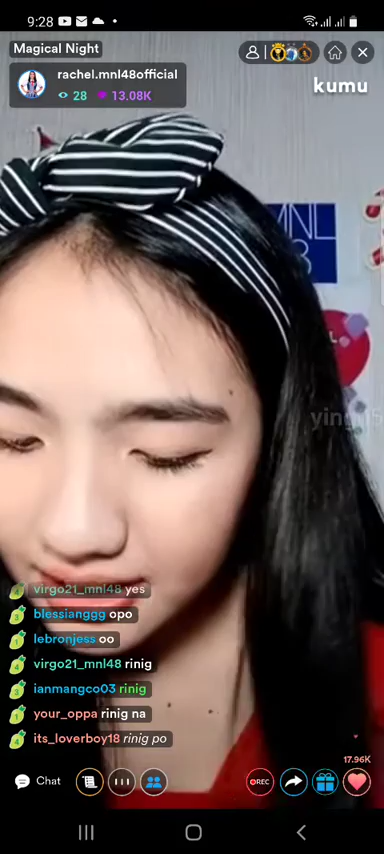 9:28
Magical Night
rachel.mnl48official
28 13.08K
kumu
MNL
virgo21_mnl48 yes
blessianggg opo
lebronjess oo
virgo21_mnl48 rinig
ianmangco03 rinig
your_oppa rinig na
its_loverboy18 rinig po
17.96K
Chat
REC